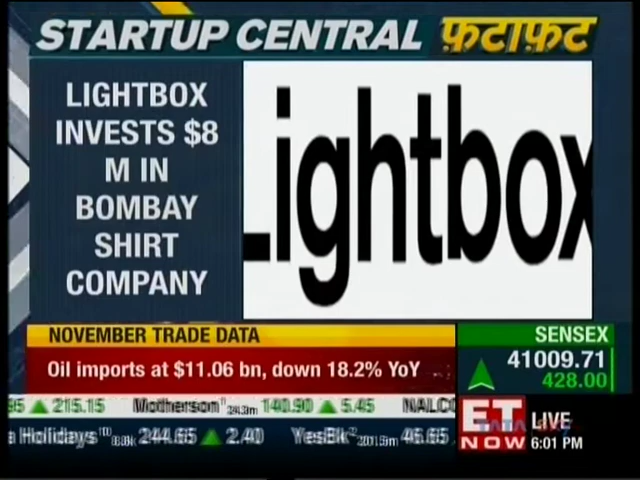 STARTUP CENTRAL फ़टाफ़ट
LIGHTBOX
INVESTS $8
M IN
BOMBAY
SHIRT
COMPANY
Lightbox
NOVEMBER TRADE DATA
Oil imports at $11.06 bn, down 18.2% YoY
SENSEX
41009.71
428.00
95 215.15 Motherson 140.90 5.45 NALCO
a Holidays 244.65 2.40 YesBk 46.65
ET
NOW
LIVE
6:01 PM